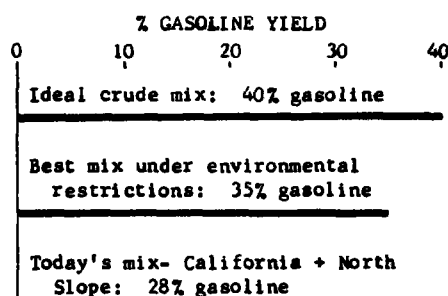 % GASOLINE YIELD
0 10 20 30 40
Ideal crude mix: 40% gasoline
Best mix under environmental
restrictions: 35% gasoline
Today's mix- California + North
Slope: 28% gasoline